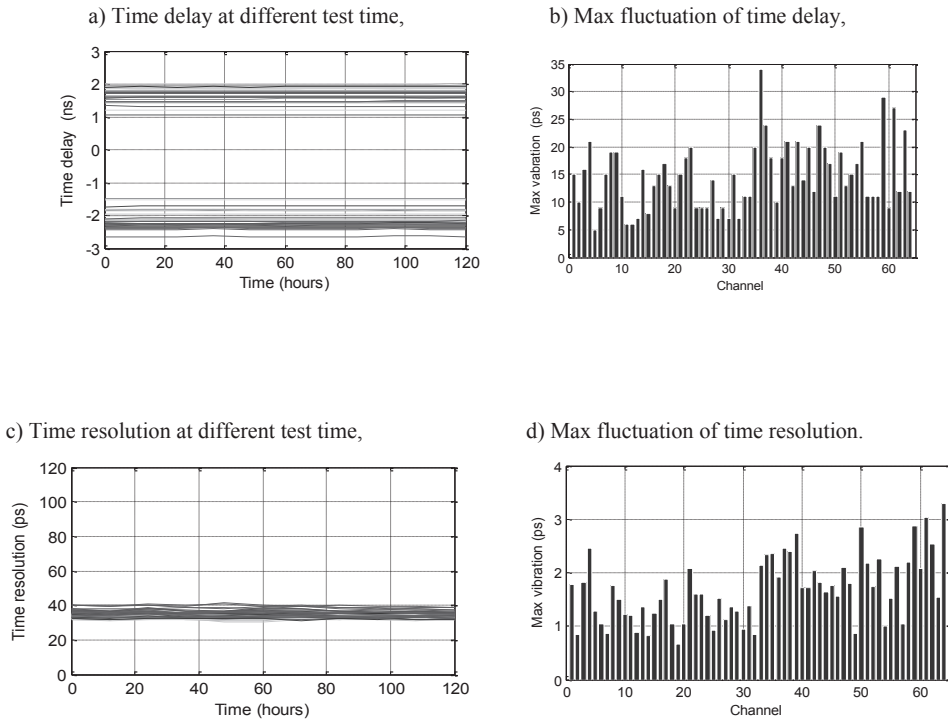 a) Time delay at different test time,
b) Max fluctuation of time delay,
3
2
1
0
-1
-2
-3
Time delay (ns)
0 20 40 60 80 100 120
Time (hours)
35
30
25
20
15
10
5
0
Max vabration (ps)
0 10 20 30 40 50 60
Channel
c) Time resolution at different test time,
d) Max fluctuation of time resolution.
120
100
80
60
40
20
0
Time resolution (ps)
0 20 40 60 80 100 120
Time (hours)
4
3
2
1
0
Max vibration (ps)
0 10 20 30 40 50 60
Channel